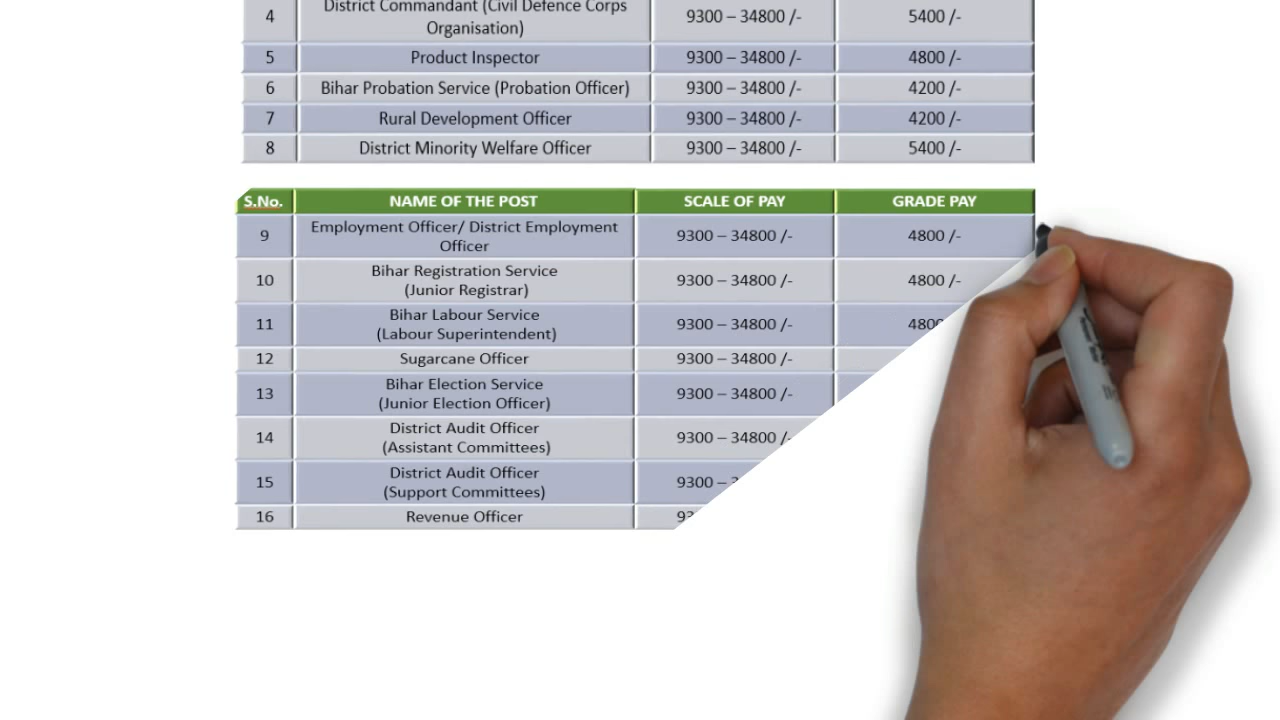 District Commandant (Civil Defence Corps
4 Organisation) 9300 – 34800 /- 5400 /-
5 Product Inspector 9300 – 34800 /- 4800 /-
6 Bihar Probation Service (Probation Officer) 9300 – 34800 /- 4200 /-
7 Rural Development Officer 9300 – 34800 /- 4200 /-
8 District Minority Welfare Officer 9300 – 34800 /- 5400 /-
S.No. NAME OF THE POST SCALE OF PAY GRADE PAY
Employment Officer/ District Employment
9 Officer 9300 – 34800 /- 4800 /-
Bihar Registration Service
10 (Junior Registrar) 9300 – 34800 /- 4800 /-
Bihar Labour Service
11 (Labour Superintendent) 9300 – 34800 /- 4800
12 Sugarcane Officer 9300 – 34800 /-
Bihar Election Service
13 (Junior Election Officer) 9300 – 34800 /-
District Audit Officer
14 (Assistant Committees) 9300 – 34800 /-
District Audit Officer
15 (Support Committees) 9300 –
16 Revenue Officer